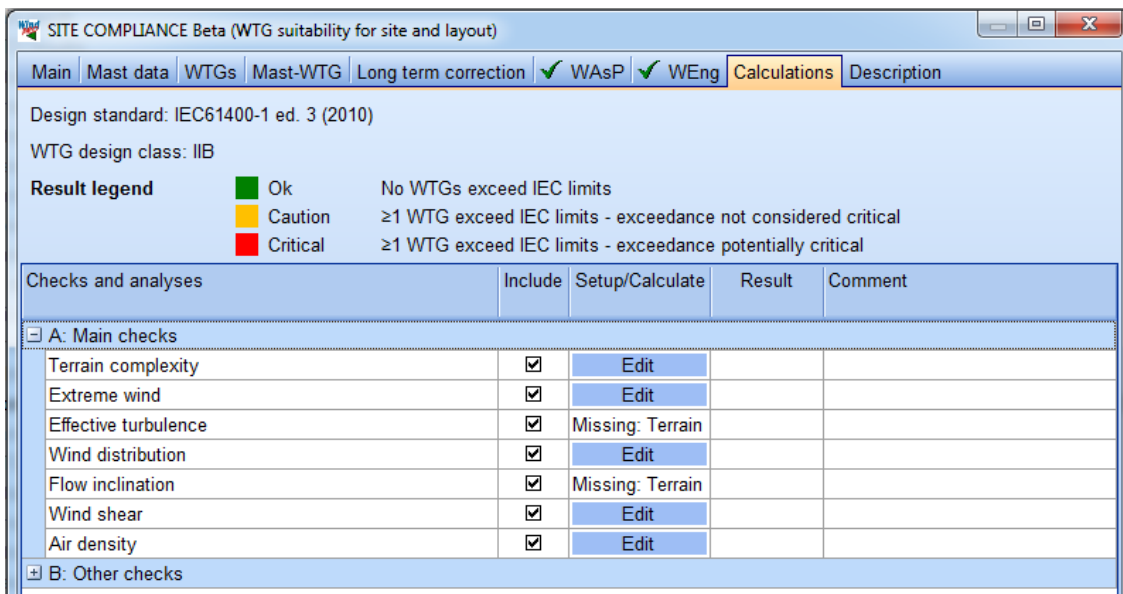 SITE COMPLIANCE Beta (WTG suitability for site and layout)
Main Mast data WTGs Mast-WTG Long term correction WAsP WEng Calculations Description
Design standard: IEC61400-1 ed. 3 (2010)
WTG design class: IIB
Result legend Ok No WTGs exceed IEC limits
Caution ≥1 WTG exceed IEC limits - exceedance not considered critical
Critical ≥1 WTG exceed IEC limits - exceedance potentially critical
Checks and analyses Include Setup/Calculate Result Comment
A: Main checks
Terrain complexity Edit
Extreme wind Edit
Effective turbulence Missing: Terrain
Wind distribution Edit
Flow inclination Missing: Terrain
Wind shear Edit
Air density Edit
B: Other checks